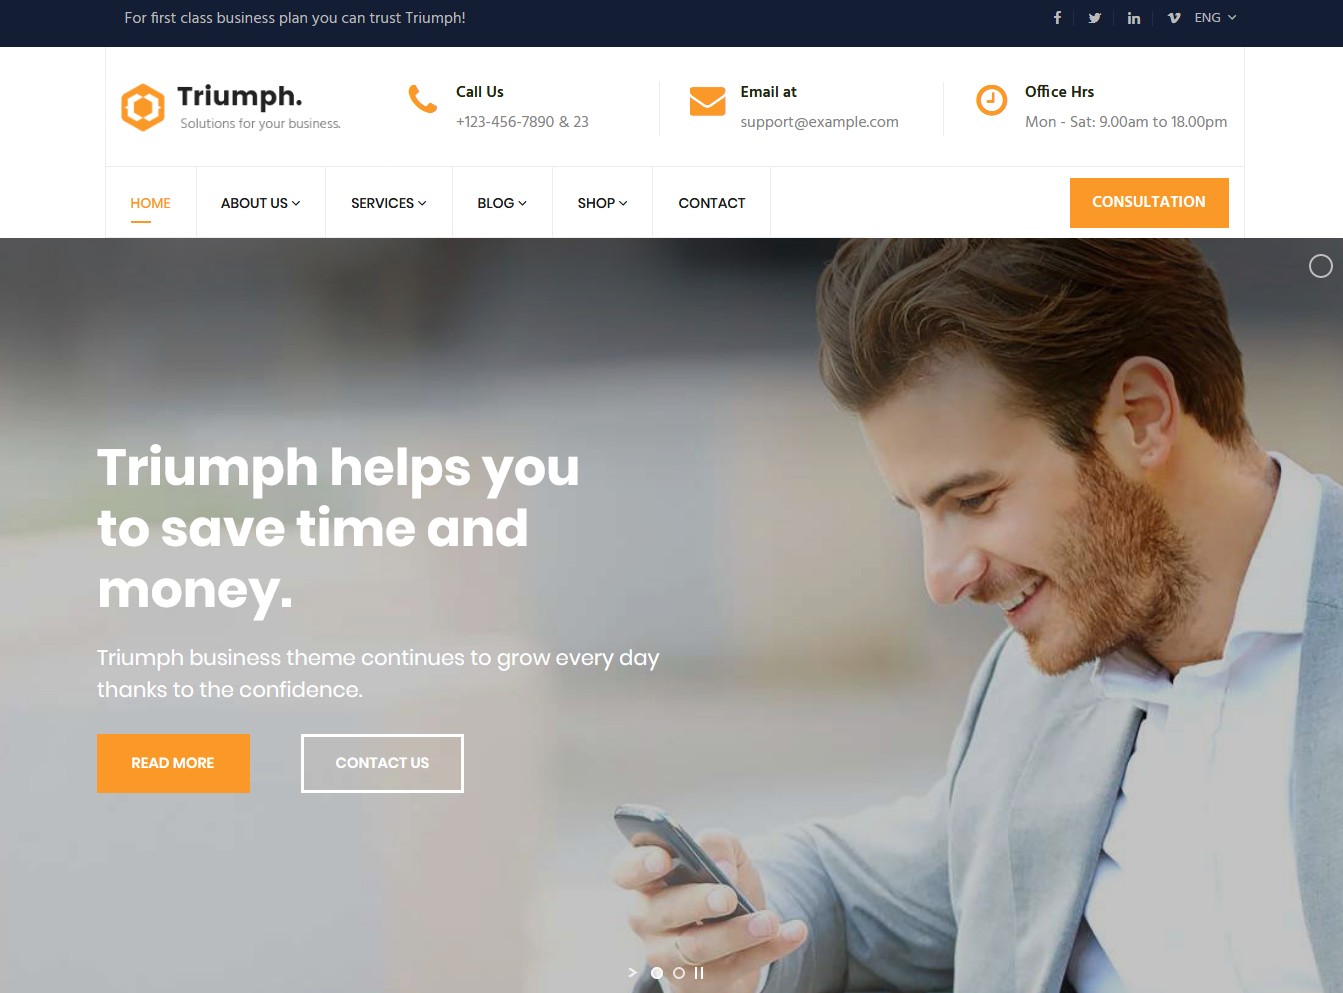 For first class business plan you can trust Triumph!
ENG
Triumph.
Solutions for your business.
Call Us
+123-456-7890 & 23
Email at
support@example.com
Office Hrs
Mon - Sat: 9.00am to 18.00pm
HOME
ABOUT US
SERVICES
BLOG
SHOP
CONTACT
CONSULTATION
Triumph helps you
to save time and
money.
Triumph business theme continues to grow every day
thanks to the confidence.
READ MORE
CONTACT US